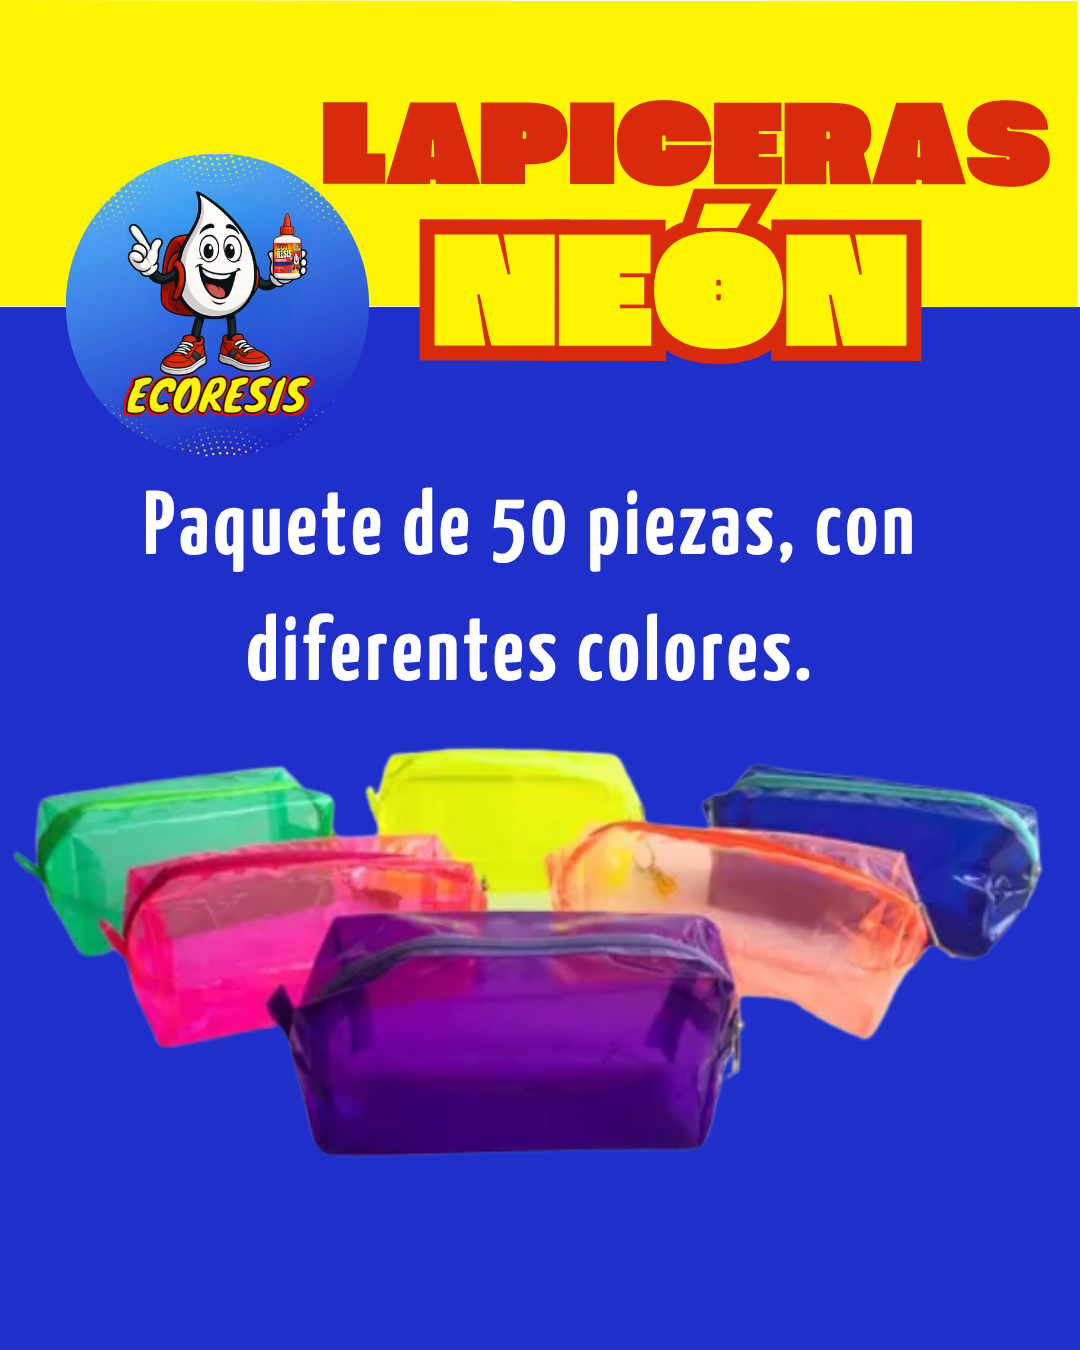 LAPICERAS
NEÓN
ECORESIS
Paquete de 50 piezas, con
diferentes colores.